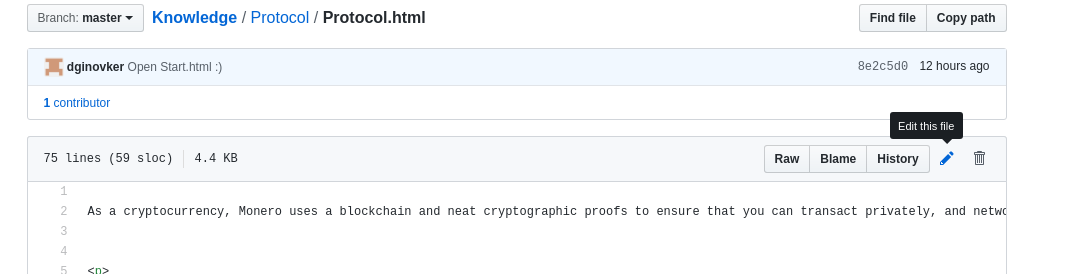 Branch: master Knowledge / Protocol / Protocol.html Find file Copy path
dginovker Open Start.html :) 8e2c5d0 12 hours ago
1 contributor
Edit this file
75 lines (59 sloc) 4.4 KB Raw Blame History
1
2 As a cryptocurrency, Monero uses a blockchain and neat cryptographic proofs to ensure that you can transact privately, and netwo
3
4
5 <p>